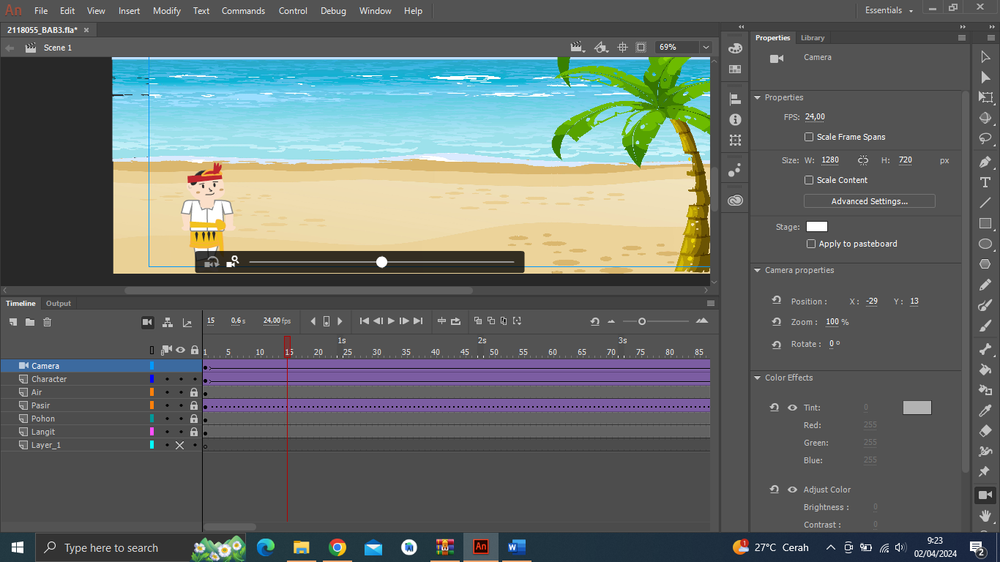 An File Edit View Insert Modify Text Commands Control Debug Window Help Essentials
2118055_BAB3.fla* ×
Scene 1 69%
Properties Library
Camera
Properties
FPS: 24,00
Scale Frame Spans
Size: W: 1280 H: 720 px
Scale Content
Advanced Settings...
Stage:
Apply to pasteboard
Camera properties
Position : X : -29 Y : 13
Zoom : 100 %
Rotate : 0 º
Color Effects
Tint: 0
Red: 255
Green: 255
Blue: 255
Adjust Color
Brightness : 0
Contrast : 0
Timeline Output
15 0,6 s 24,00 fps
1s 2s 3s
1 5 10 15 20 25 30 35 40 45 50 55 60 65 70 75 80 85
Camera
Character
Air
Pasir
Pohon
Langit
Layer_1
Type here to search
An
W
1
27°C Cerah
9:23
02/04/2024
2